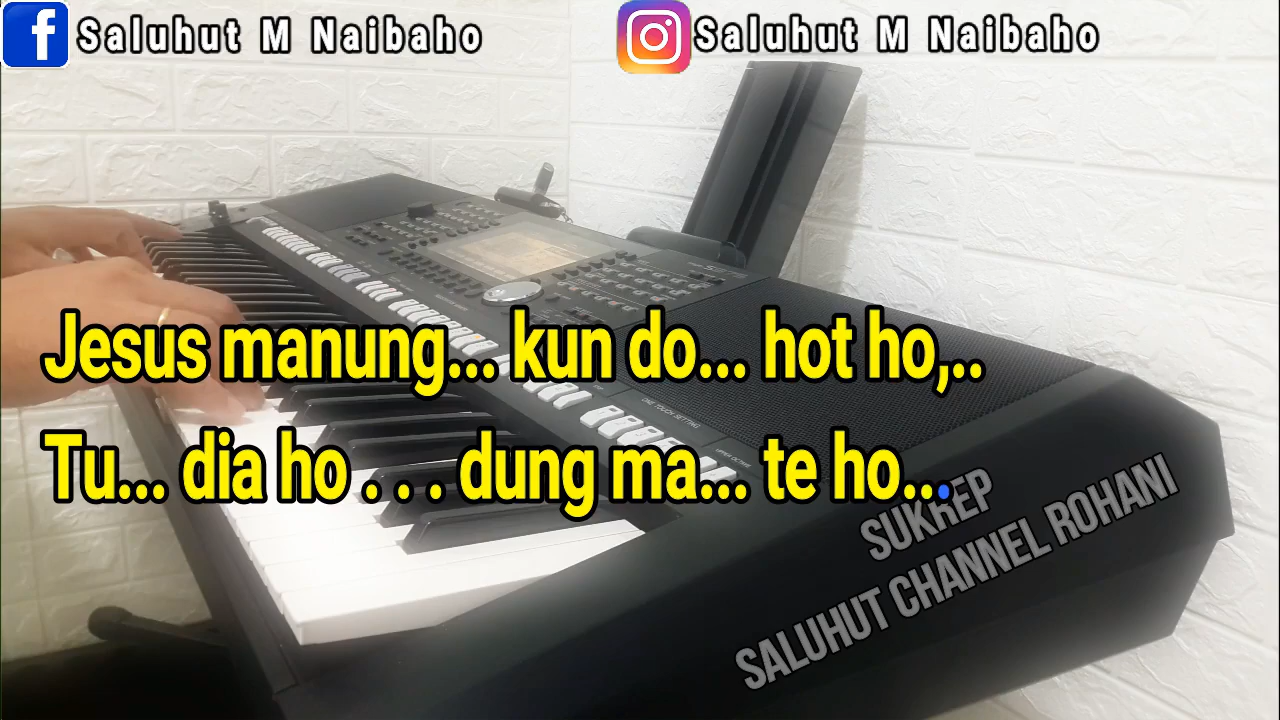 Saluhut M Naibaho
Saluhut M Naibaho
Jesus manung... kun do... hot ho,..
Tu... dia ho . . . dung ma... te ho...
SUKREP
SALUHUT CHANNEL ROHANI